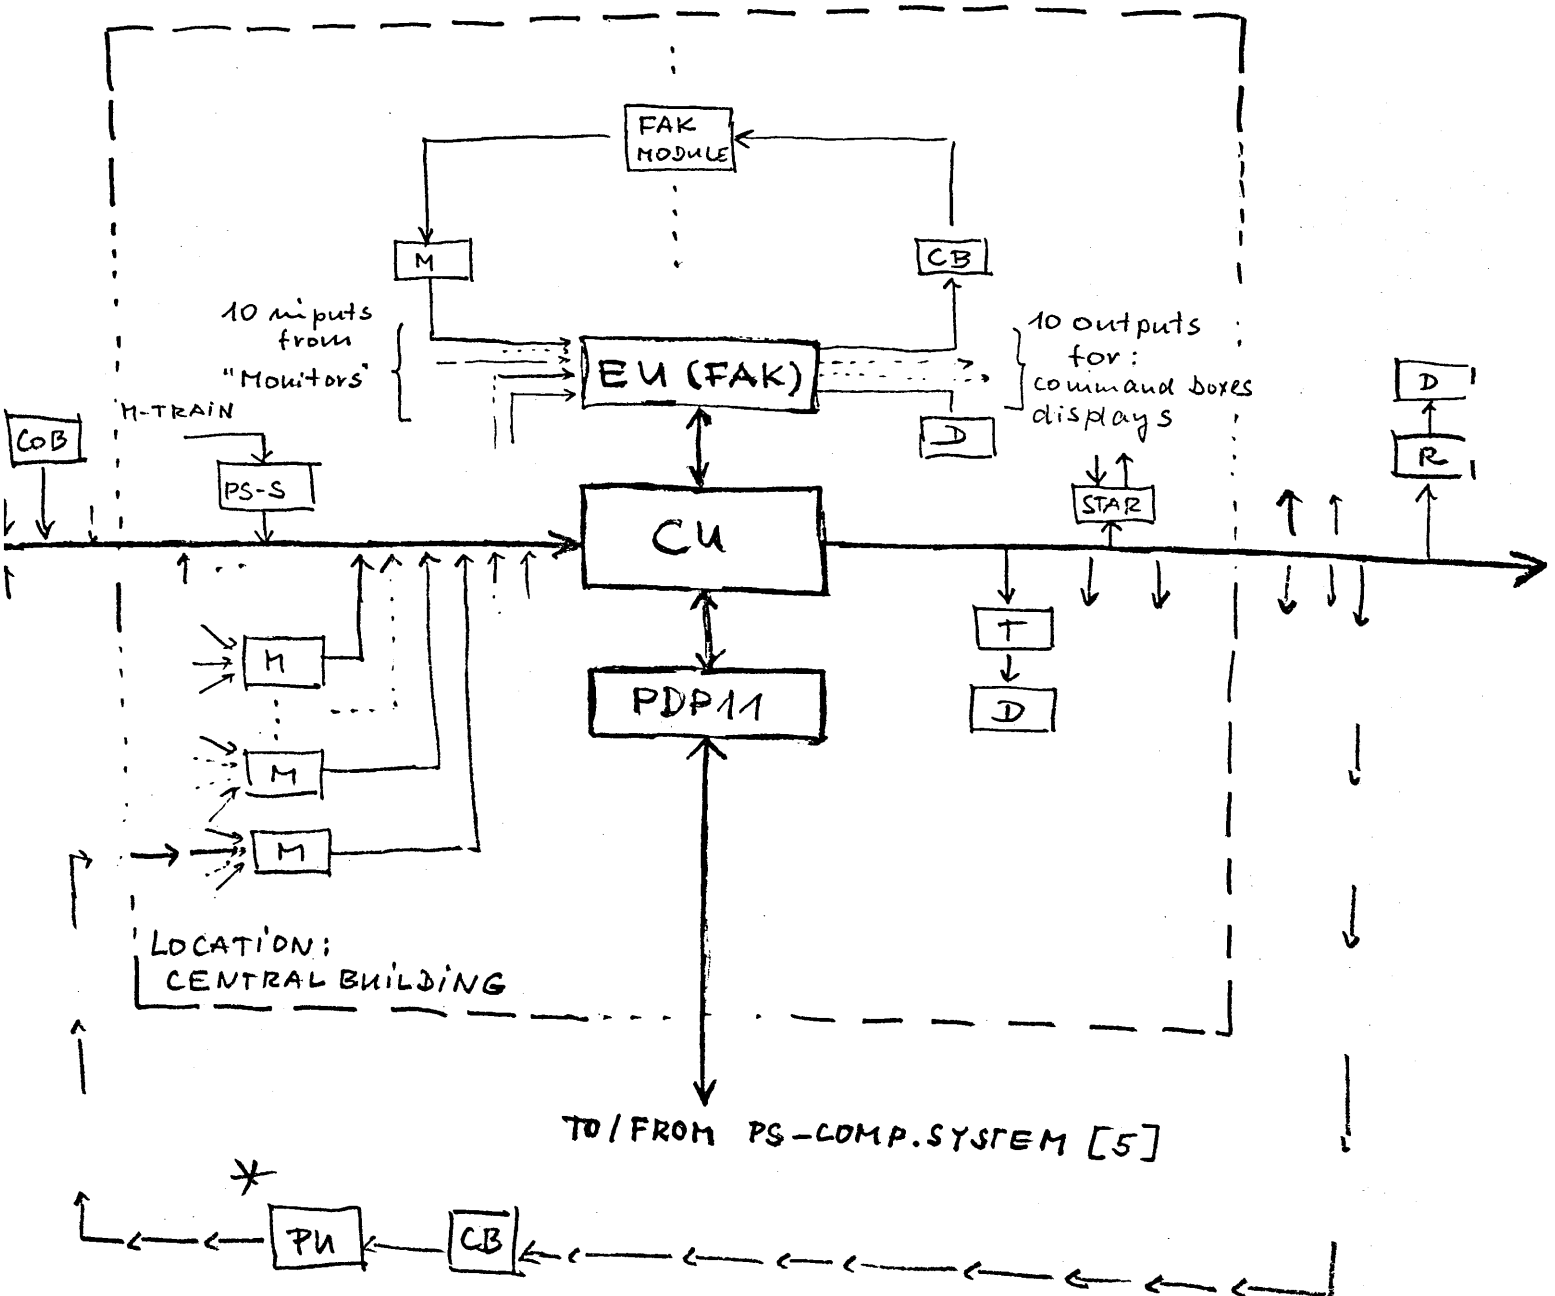 FAK
MODULE
M
CB
10 inputs
from
"Monitors"
10 outputs
for:
command boxes
displays
EU (FAK)
D
M-TRAIN
COB
PS-S
CU
STAR
D
R
M
T
PDP11
D
M
M
LOCATION:
CENTRAL BUILDING
TO/FROM PS-COMP.SYSTEM [5]
*
PU
CB